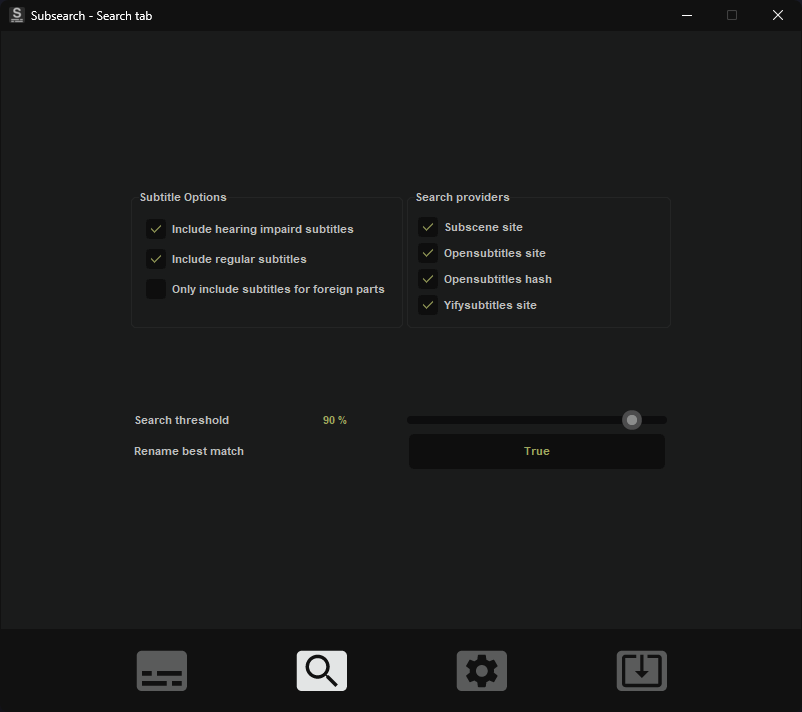 Subsearch - Search tab
Subtitle Options
Include hearing impaird subtitles
Include regular subtitles
Only include subtitles for foreign parts
Search providers
Subscene site
Opensubtitles site
Opensubtitles hash
Yifysubtitles site
Search threshold 90 %
Rename best match True